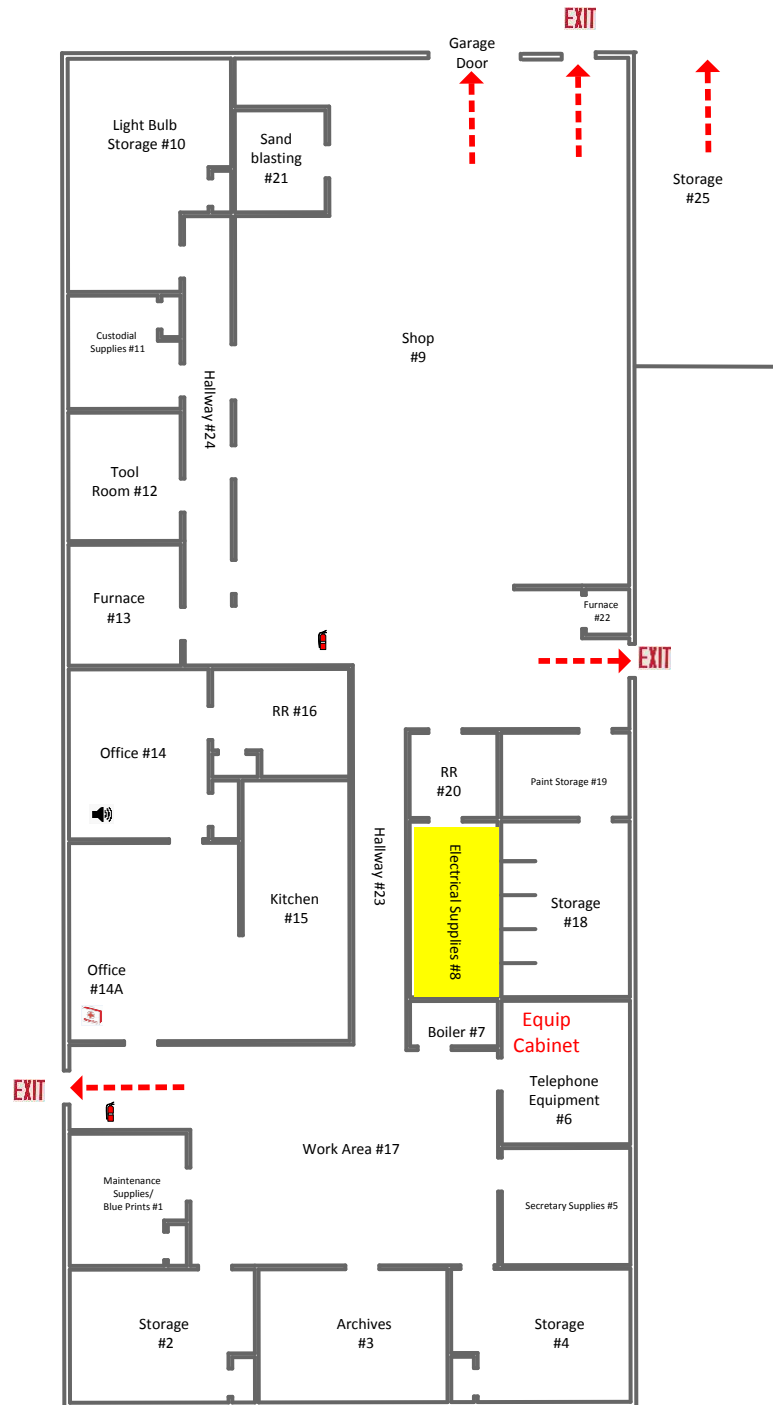 EXIT
Garage
Door
Light Bulb
Storage #10
Sand
blasting
#21
Storage
#25
Shop
#9
Custodial
Supplies #11
Hallway #24
Tool
Room #12
Furnace
#13
Furnace
#22
EXIT
RR #16
Office #14
RR
#20
Paint Storage #19
Hallway #23
Electrical Supplies #8
Kitchen
#15
Storage
#18
Office
#14A
Boiler #7
Equip
Cabinet
Telephone
Equipment
#6
EXIT
Work Area #17
Maintenance
Supplies/
Blue Prints #1
Secretary Supplies #5
Storage
#2
Archives
#3
Storage
#4